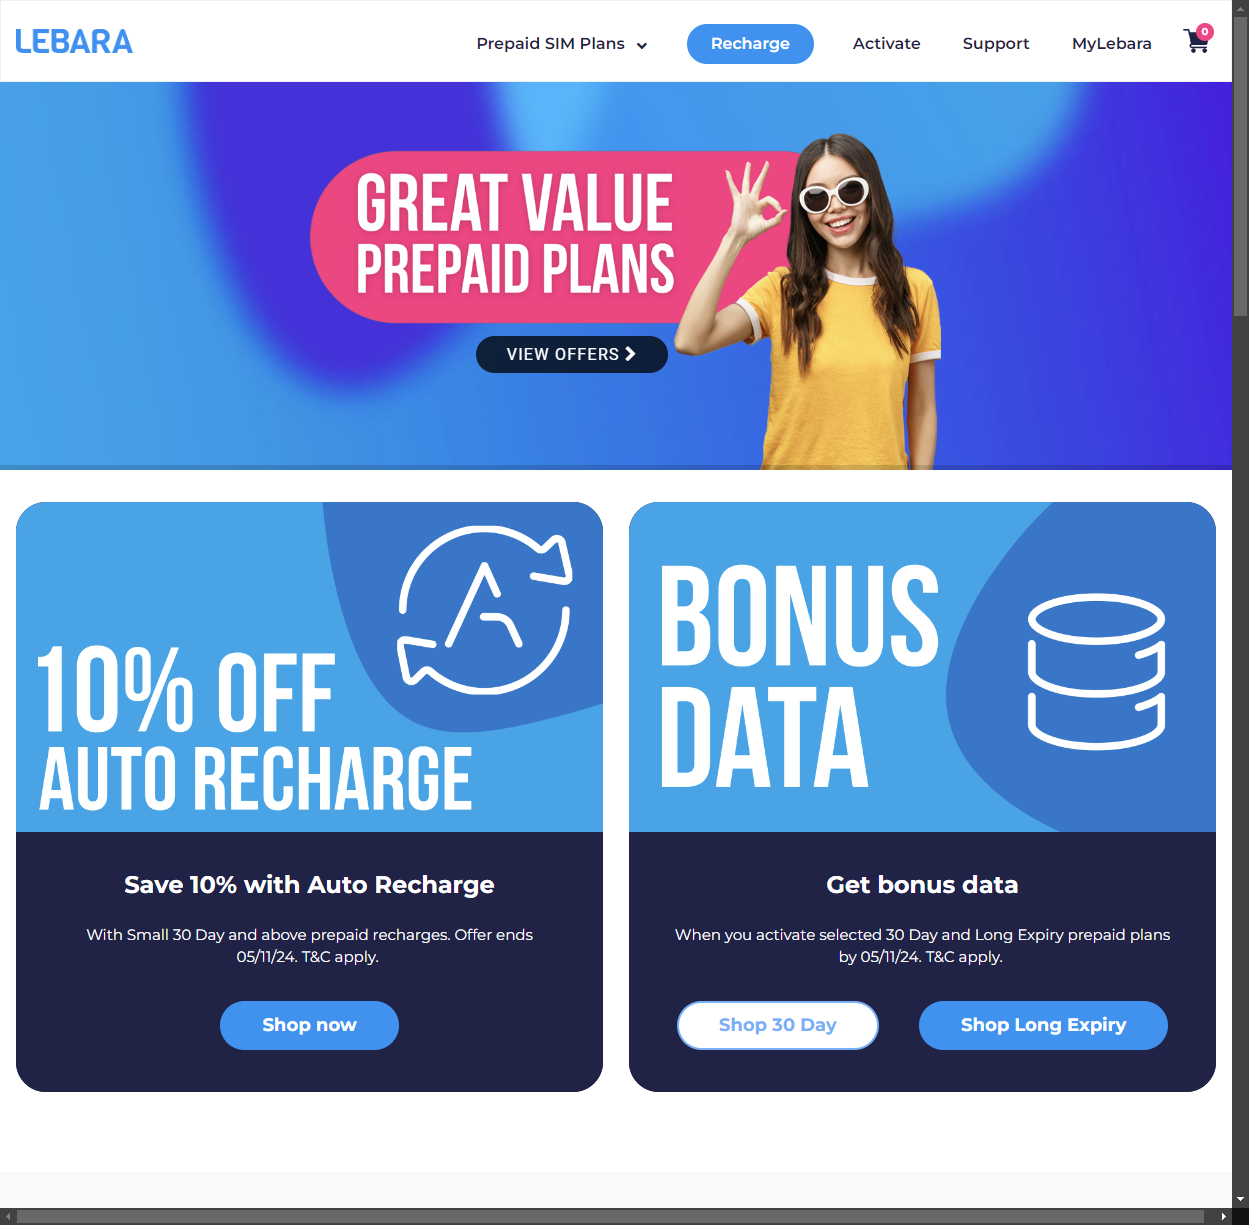 LEBARA
Prepaid SIM Plans
Recharge
Activate
Support
MyLebara
0
GREAT VALUE
PREPAID PLANS
VIEW OFFERS
10% OFF
AUTO RECHARGE
Save 10% with Auto Recharge
With Small 30 Day and above prepaid recharges. Offer ends
05/11/24. T&C apply.
Shop now
BONUS
DATA
Get bonus data
When you activate selected 30 Day and Long Expiry prepaid plans
by 05/11/24. T&C apply.
Shop 30 Day
Shop Long Expiry